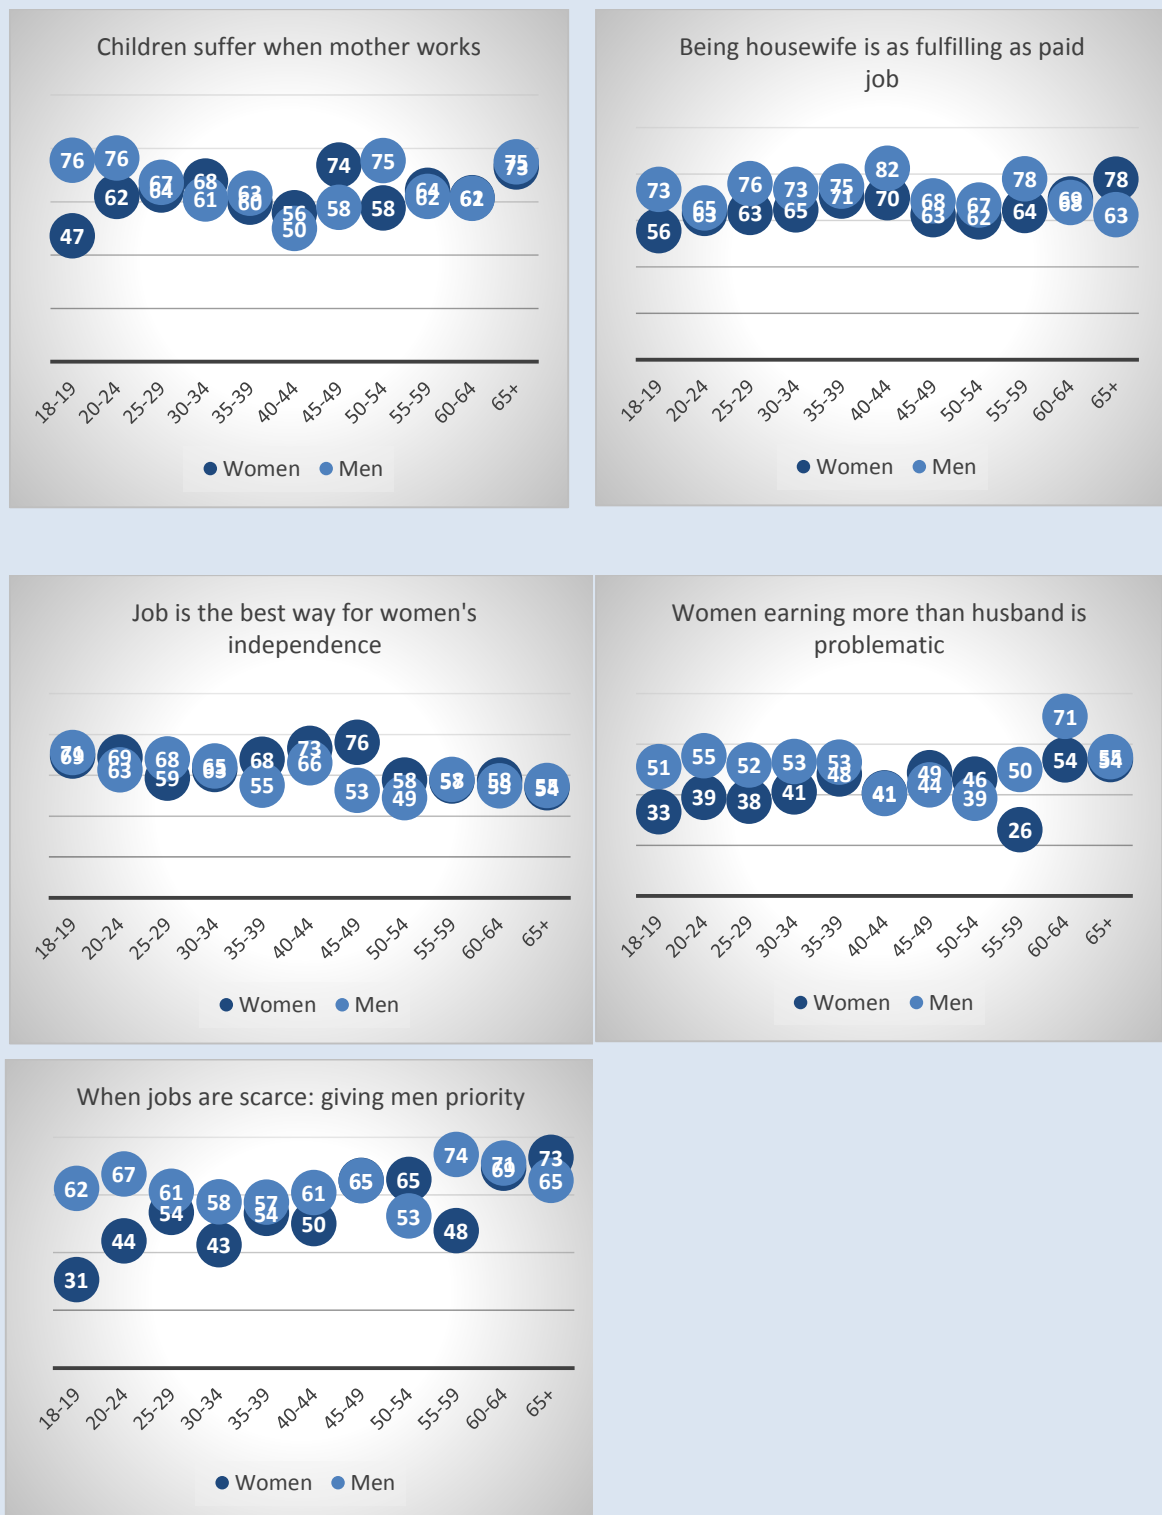 Children suffer when mother works
76 76 67 61 63 50 58 75 62 75
47 62 64 68 60 56 74 58 64 73
18-19 20-24 25-29 30-34 35-39 40-44 45-49 50-54 55-59 60-64 65+
Women Men
Being housewife is as fulfilling as paid
job
73 65 76 73 75 82 68 67 78 68 63
56 63 63 65 71 70 63 62 64 69 78
18-19 20-24 25-29 30-34 35-39 40-44 45-49 50-54 55-59 60-64 65+
Women Men
Job is the best way for women's
independence
71 63 68 65 55 66 53 49 58 55
69 69 59 63 68 73 76 58 57 58 54
18-19 20-24 25-29 30-34 35-39 40-44 45-49 50-54 55-59 60-64 65+
Women Men
Women earning more than husband is
problematic
51 55 52 53 53 41 44 39 50 71 55
33 39 38 41 48 49 46 26 54 54
18-19 20-24 25-29 30-34 35-39 40-44 45-49 50-54 55-59 60-64 65+
Women Men
When jobs are scarce: giving men priority
62 67 61 58 57 61 65 53 74 71 65
31 44 54 43 54 50 65 48 69 73
18-19 20-24 25-29 30-34 35-39 40-44 45-49 50-54 55-59 60-64 65+
Women Men